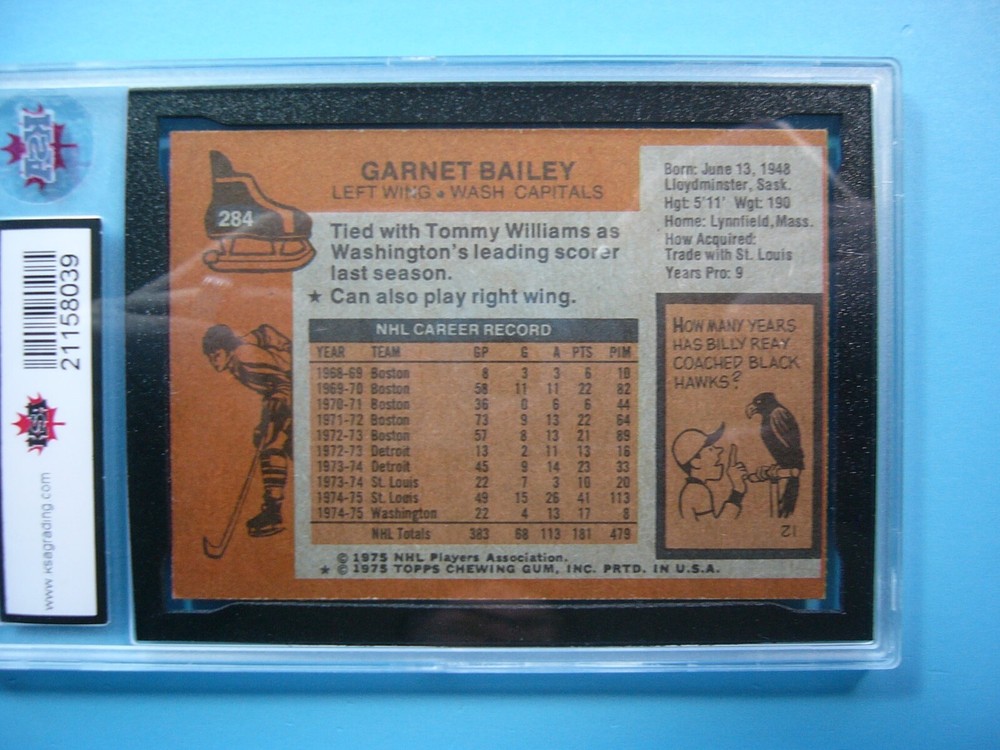 KSA
21158039
KSA
www.ksagrading.com
284
GARNET BAILEY
LEFT WING • WASH CAPITALS
Tied with Tommy Williams as
Washington's leading scorer
last season.
★ Can also play right wing.
Born: June 13, 1948
Lloydminster, Sask.
Hgt: 5'11' Wgt: 190
Home: Lynnfield, Mass.
How Acquired:
Trade with St. Louis
Years Pro: 9
NHL CAREER RECORD
YEAR TEAM GP G A PTS PIM
1968-69 Boston 8 3 3 6 10
1969-70 Boston 58 11 11 22 82
1970-71 Boston 36 0 6 6 44
1971-72 Boston 73 9 13 22 64
1972-73 Boston 57 8 13 21 89
1972-73 Detroit 13 2 11 13 16
1973-74 Detroit 45 9 14 23 33
1973-74 St. Louis 22 7 3 10 20
1974-75 St. Louis 49 15 26 41 113
1974-75 Washington 22 4 13 17 8
NHL Totals 383 68 113 181 479
© 1975 NHL Players Association.
★ © 1975 TOPPS CHEWING GUM, INC. PRTD. IN U.S.A.
HOW MANY YEARS
HAS BILLY REAY
COACHED BLACK
HAWKS?
12